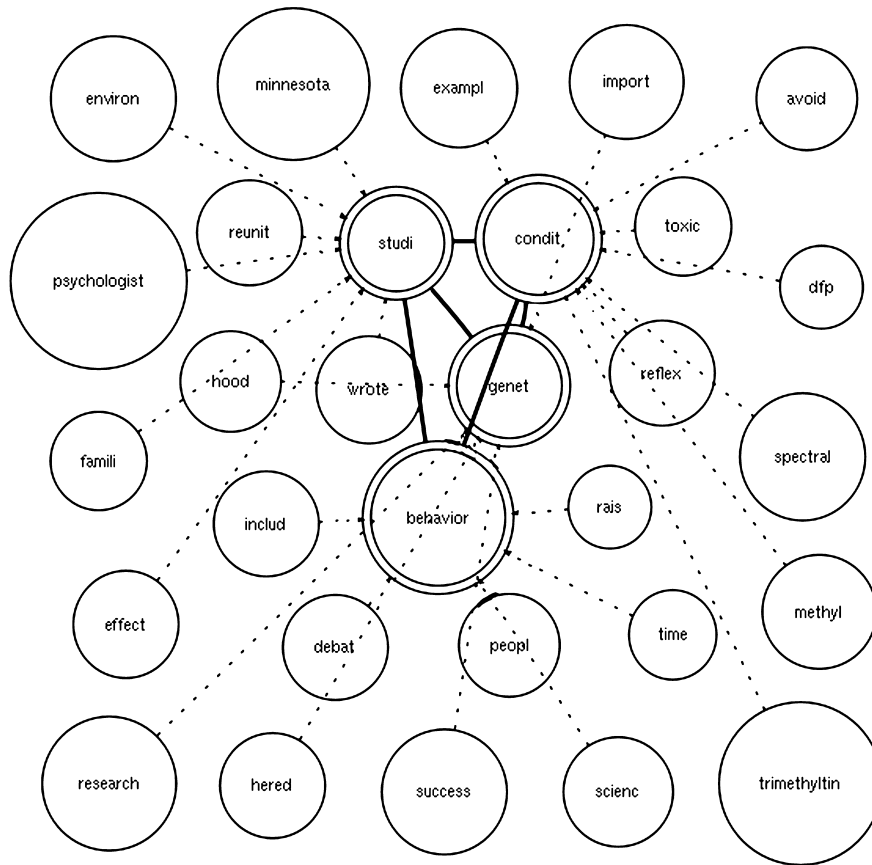 minnesota
exampl
import
environ
avoid
reunit
studi
condit
toxic
psychologist
dfp
hood
wrote
genet
reflex
famili
spectral
includ
behavior
rais
effect
debat
peopl
time
methyl
research
hered
success
scienc
trimethyltin